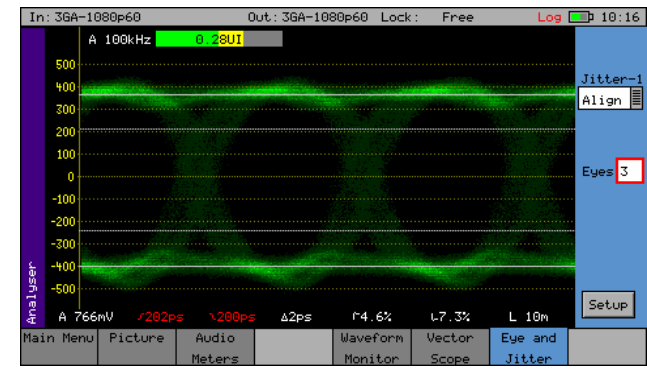 In: 3GA-1080p60 Out: 3GA-1080p60 Lock: Free Log 10:16
A 100kHz 0.28UI
500
400
300
200
100
0
-100
-200
-300
-400
-500
Analyser
Jitter-1
Align
Eyes 3
Setup
A 766mV 202ps 200ps Δ2ps 4.6% 7.3% L 10m
Main Menu Picture Audio Meters Waveform Monitor Vector Scope Eye and Jitter